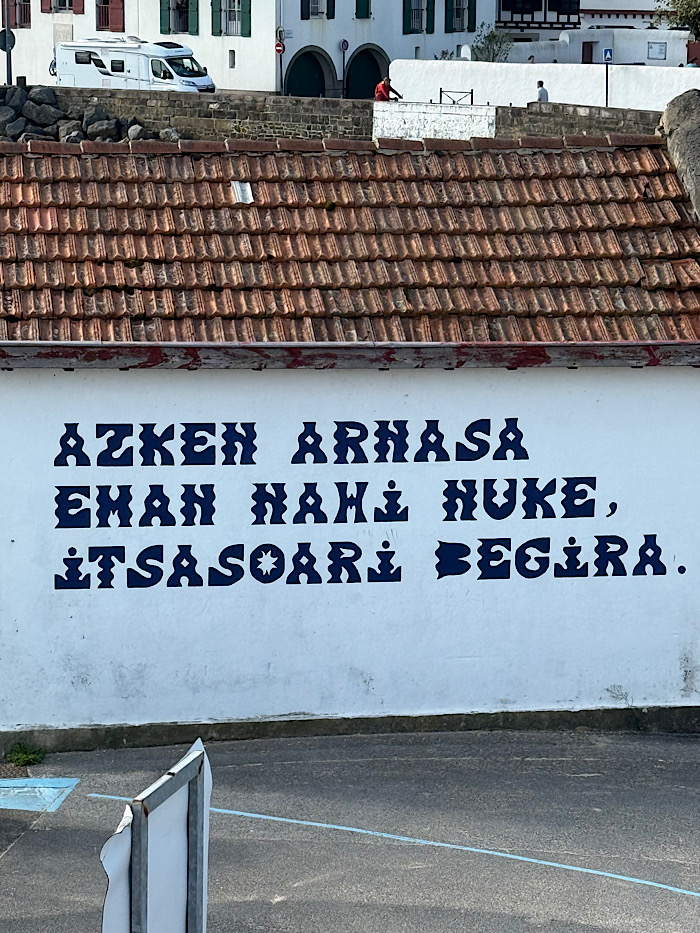 AZKEN ARNASA
EMAN NAHi NUKE,
iTSASOARi BEGiRA.